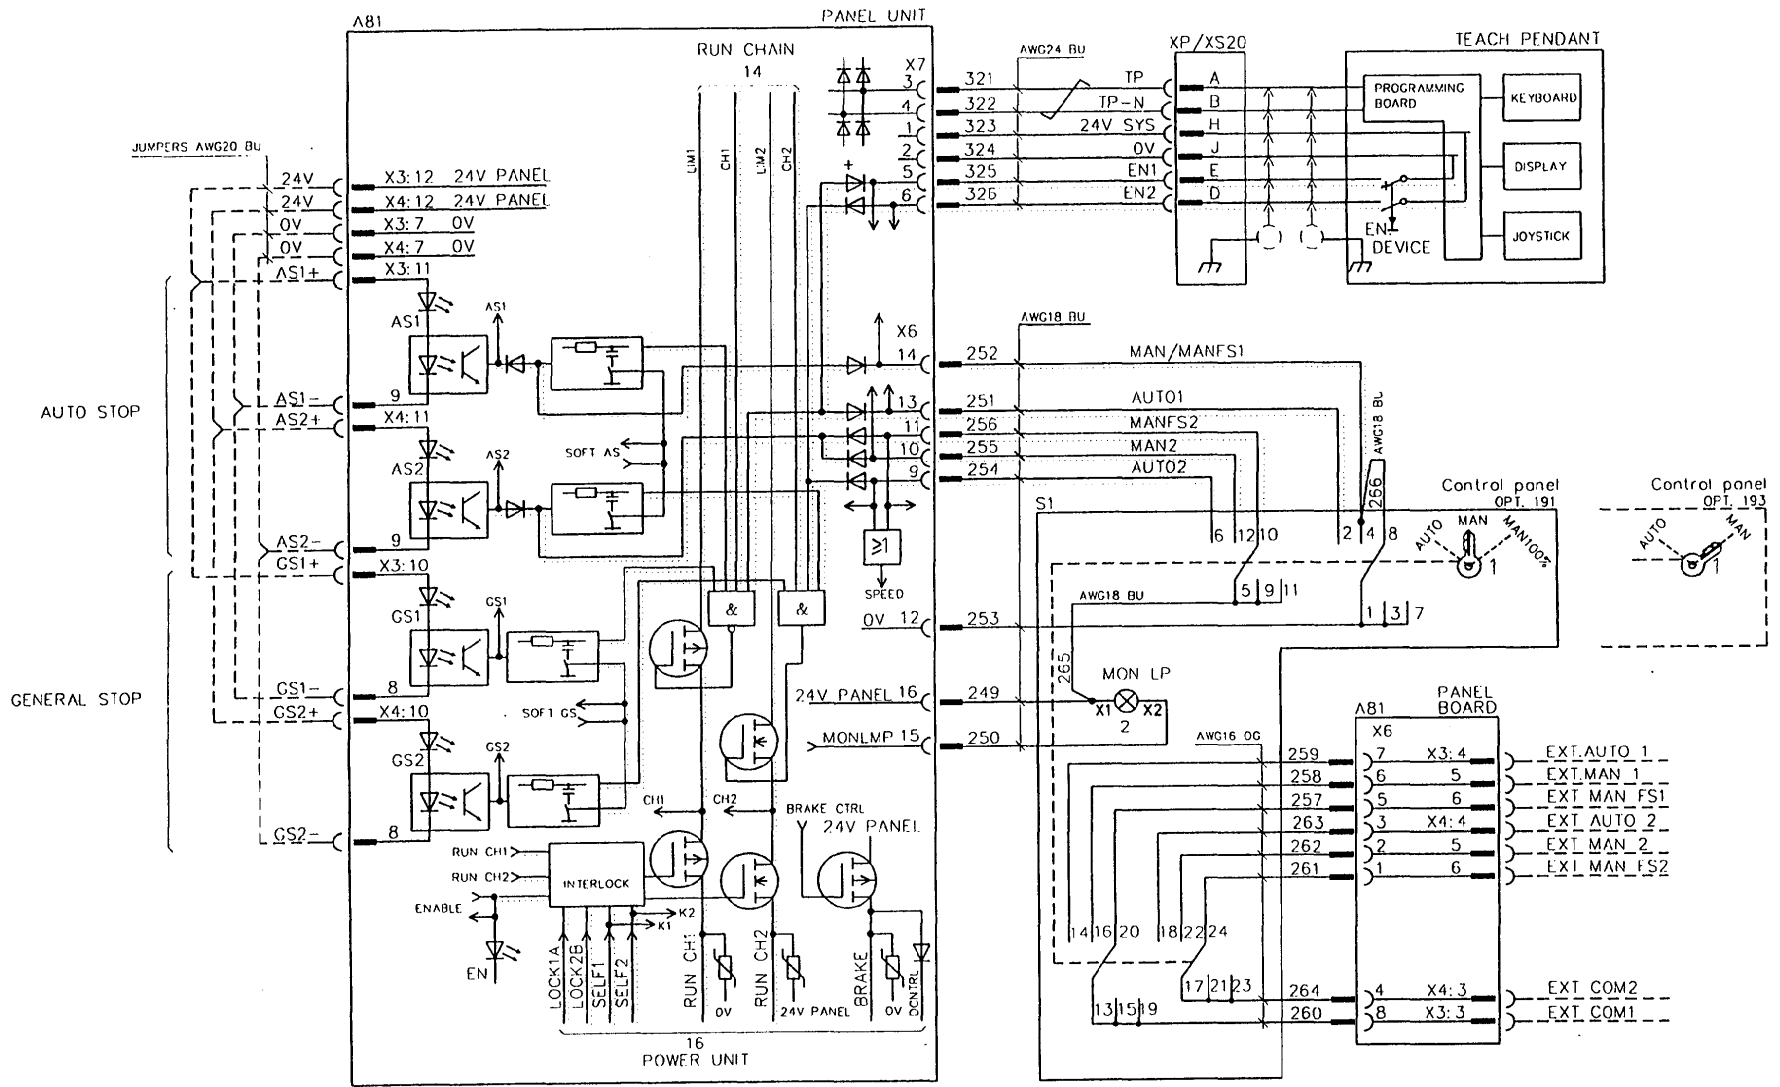 A81
PANEL UNIT
RUN CHAIN
14
LIM1
CH1
LIM2
CH2
JUMPERS AWG20 BU
24V X3:12 24V PANEL
24V X4:12 24V PANEL
0V X3:7 0V
0V X4:7 0V
AS1+ X3:11
AS1
AS1
AS1- 9
AS2+ X4:11
AUTO STOP
AS2
AS2
SOFT AS
AS2- 9
GS1+ X3:10
GS1
GS1
GENERAL STOP
GS1- 8
GS2+ X4:10
SOFT GS
GS2
GS2
GS2- 8
&
&
CH1
CH2
BRAKE CTRL
24V PANEL
RUN CH1
RUN CH2
INTERLOCK
ENABLE
EN
K2
K1
LOCK1A
LOCK2B
SELF1
SELF2
RUN CH1
0V
RUN CH2
24V PANEL
BRAKE
0V
DCNTRL
16
POWER UNIT
X7
3 321 TP A
4 322 TP-N B
1 323 24V SYS H
2 324 0V J
+
5 325 EN1 E
6 326 EN2 D
AWG24 BU
XP/XS20
TEACH PENDANT
PROGRAMMING
BOARD
KEYBOARD
DISPLAY
JOYSTICK
EN.
DEVICE
X6
AWG18 BU
14 252 MAN/MANFS1
13 251 AUTO1
11 256 MANFS2
10 255 MAN2
9 254 AUTO2
≥1
SPEED
0V 12 253
24V PANEL 16 249
MONLMP 15 250
S1
AWG18 BU
266
6 12 10 2 4 8
5 9 11
1 3 7
AWG18 BU
265
MON LP
X1 X2
2
Control panel
OPT. 191
AUTO
MAN
MAN100%
1
Control panel
OPT. 193
AUTO
MAN
1
A81
PANEL
BOARD
X6
AWG16 OG
259 7 X3:4 EXT.AUTO 1
258 6 5 EXT.MAN 1
257 5 6 EXT MAN FS1
263 3 X4:4 EXT AUTO 2
262 2 5 EXT MAN 2
261 1 6 EXT MAN FS2
14 16 20 18 22 24
17 21 23
13 15 19
264 4 X4:3 EXT COM2
260 8 X3:3 EXT COM1